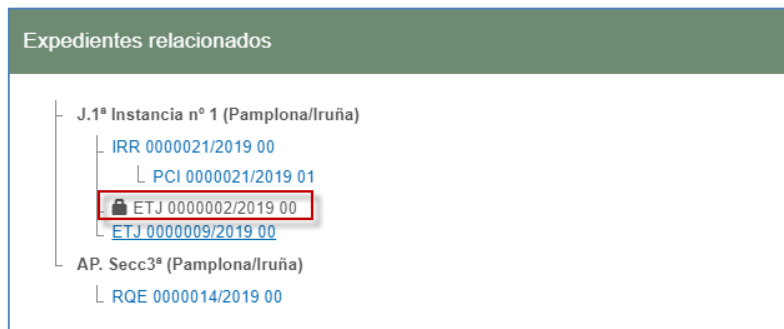 Expedientes relacionados
J.1ª Instancia nº 1 (Pamplona/Iruña)
IRR 0000021/2019 00
PCI 0000021/2019 01
ETJ 0000002/2019 00
ETJ 0000009/2019 00
AP. Secc3ª (Pamplona/Iruña)
RQE 0000014/2019 00